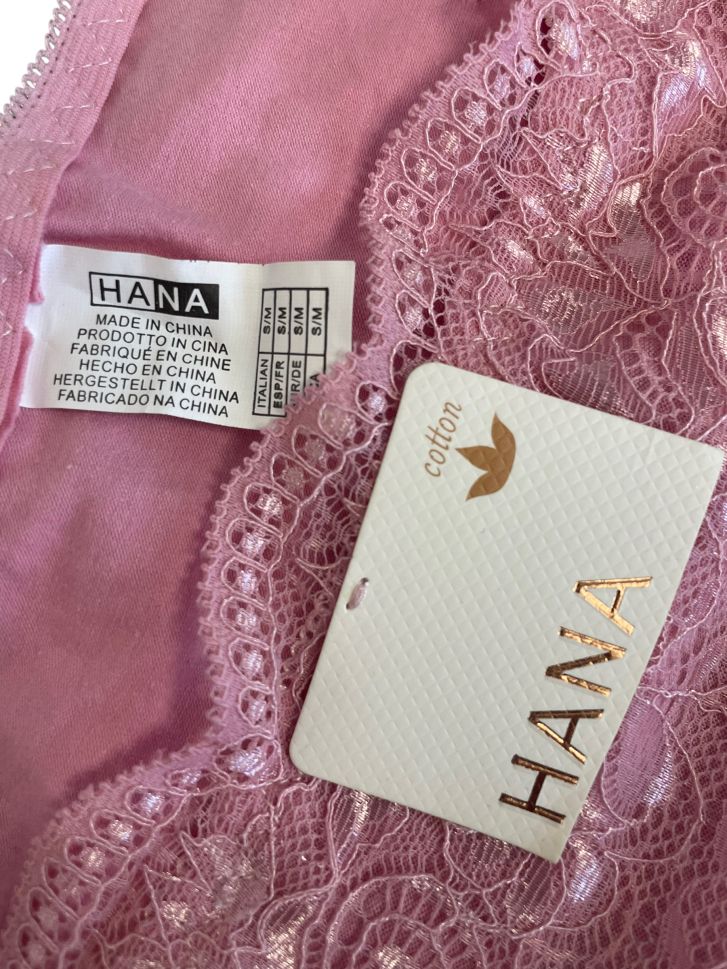 HANA
MADE IN CHINA
PRODOTTO IN CINA
FABRIQUÉ EN CHINE
HECHO EN CHINA
HERGESTELLT IN CHINA
FABRICADO NA CHINA
ITALIAN S/M
ESP/FR S/M
R/DE S/M
S/M
cotton
HANA